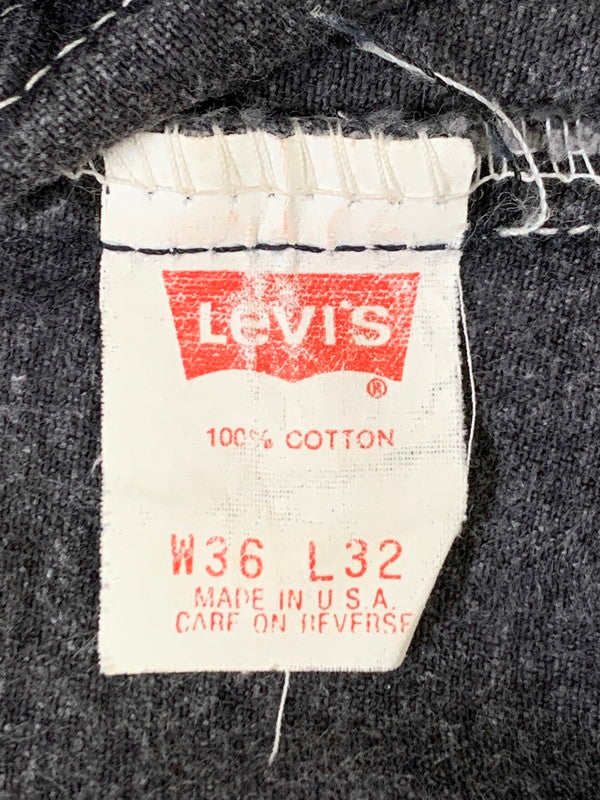 Levi's
®
100% COTTON
W36 L32
MADE IN U.S.A.
CARE ON REVERSE